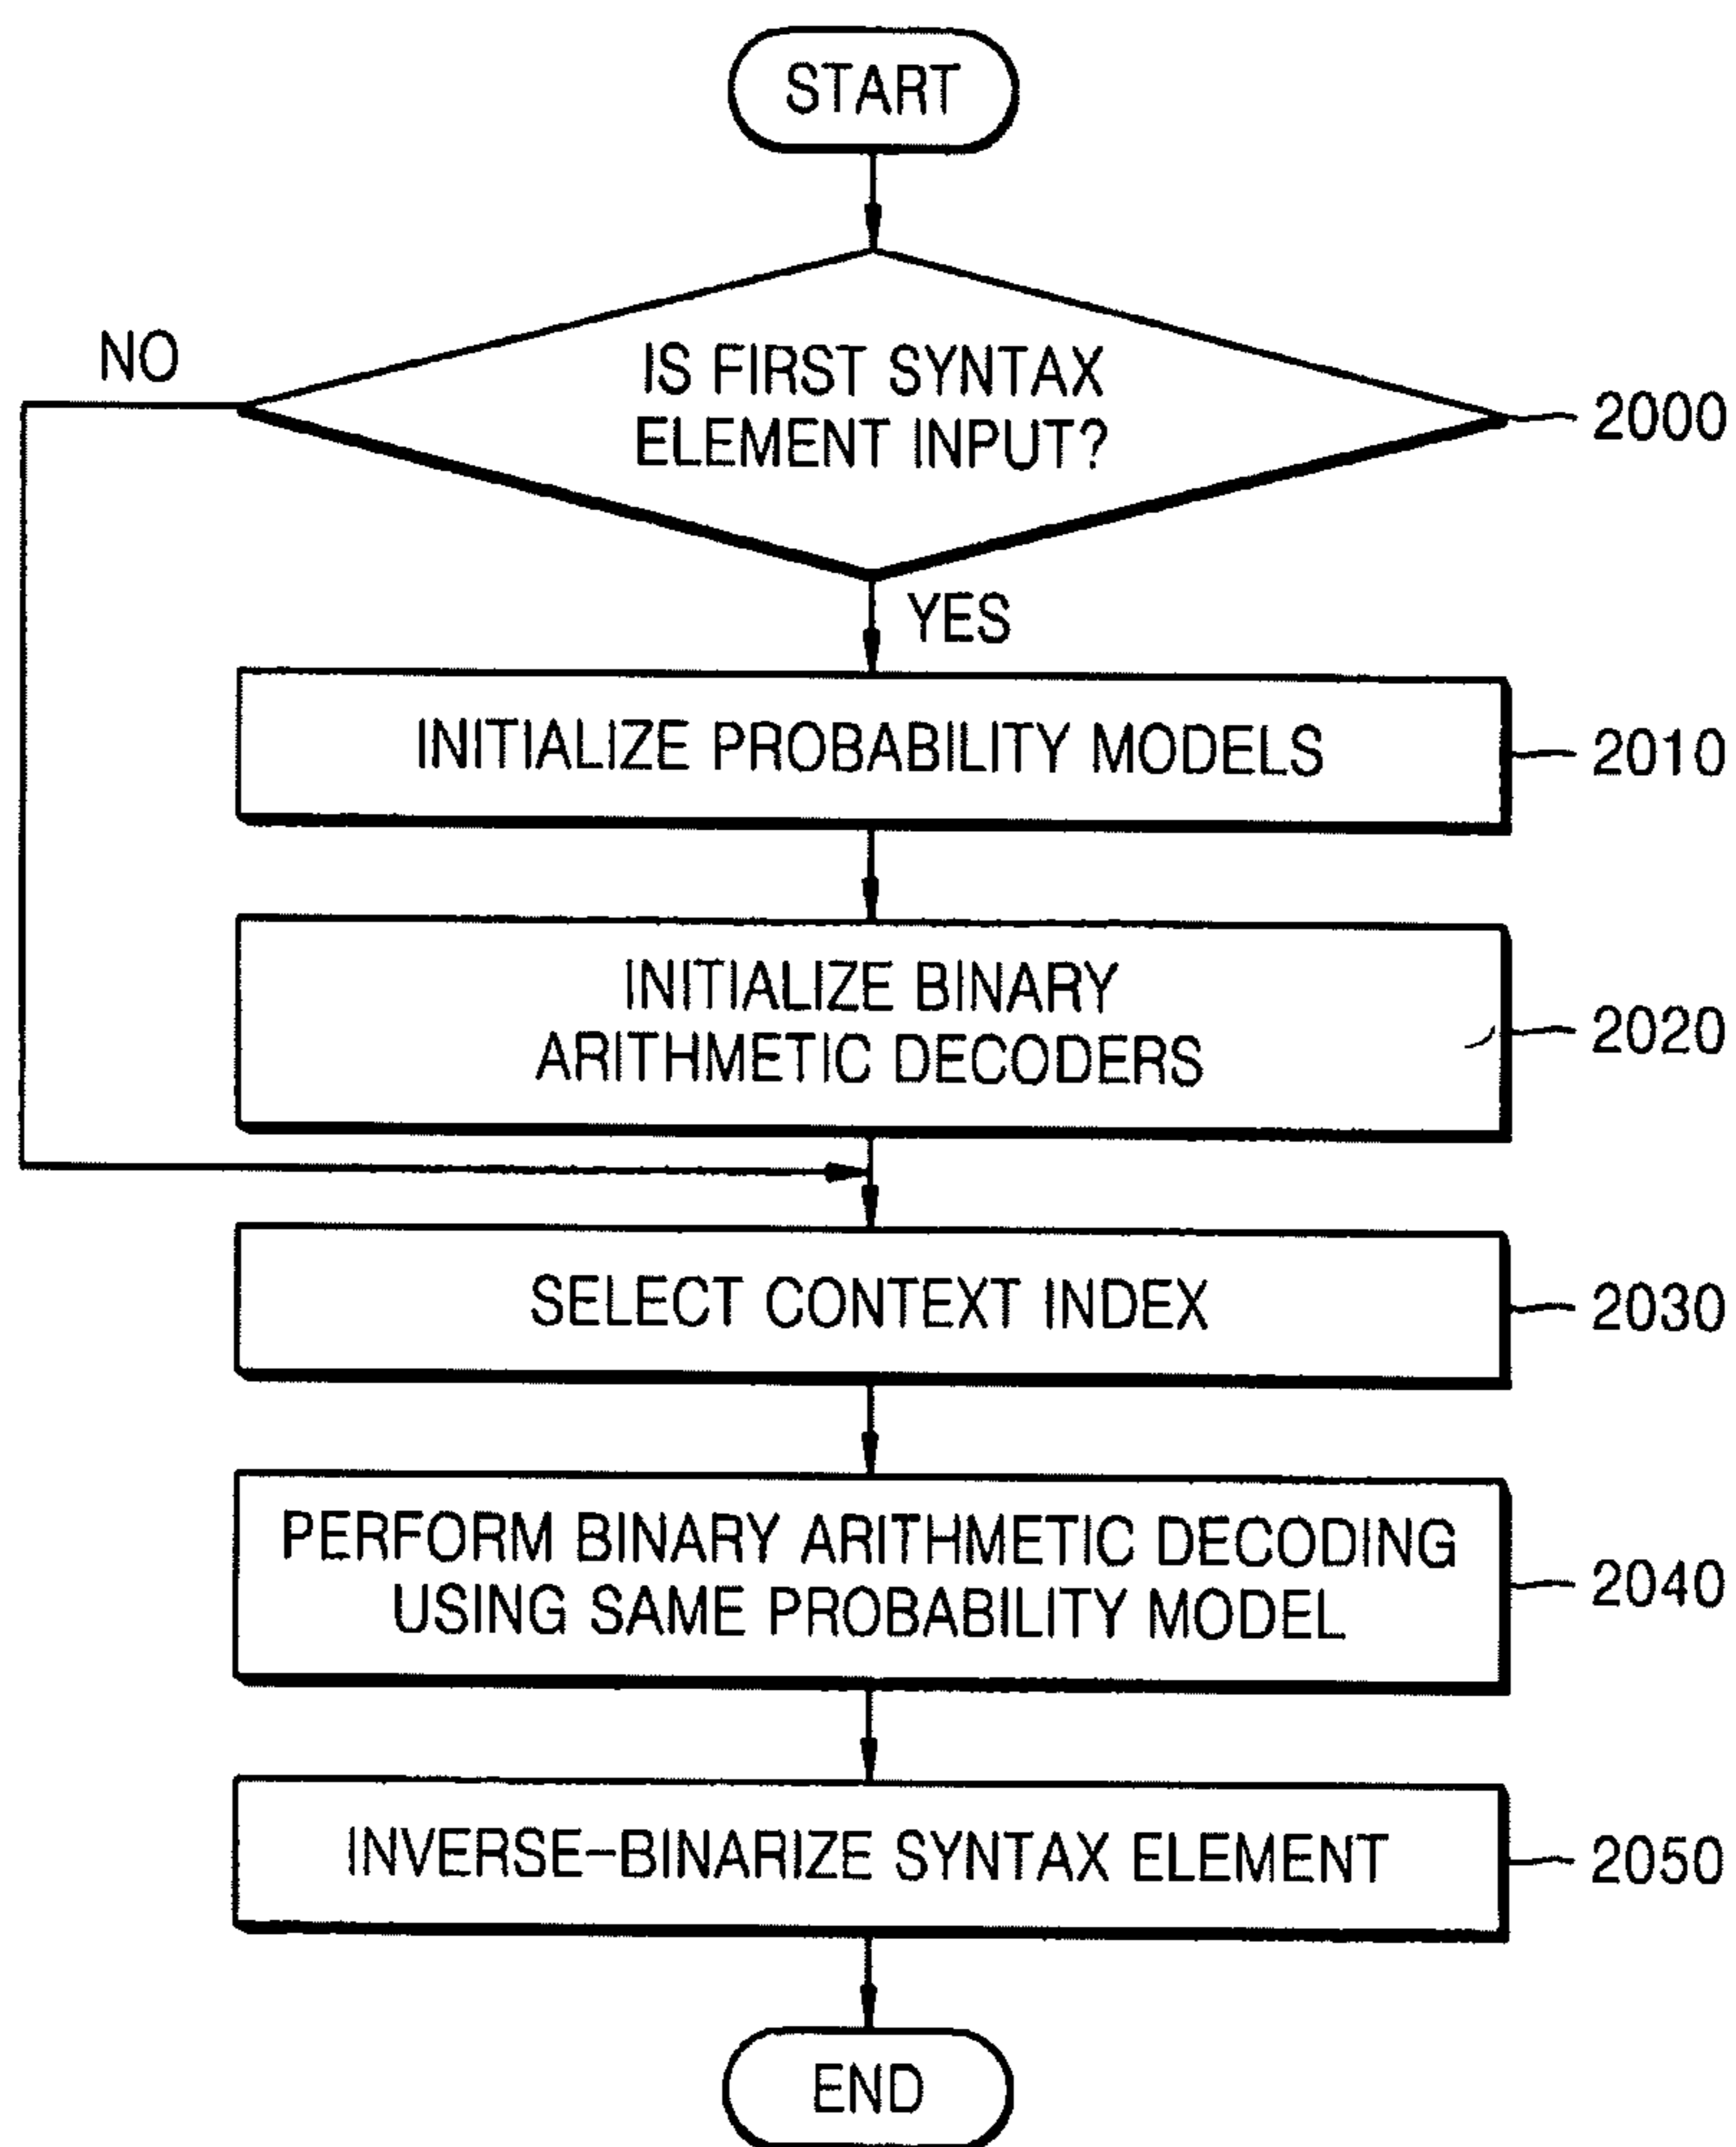 START
NO
IS FIRST SYNTAX
ELEMENT INPUT?
2000
YES
INITIALIZE PROBABILITY MODELS
2010
INITIALIZE BINARY
ARITHMETIC DECODERS
2020
SELECT CONTEXT INDEX
2030
PERFORM BINARY ARITHMETIC DECODING
USING SAME PROBABILITY MODEL
2040
INVERSE-BINARIZE SYNTAX ELEMENT
2050
END